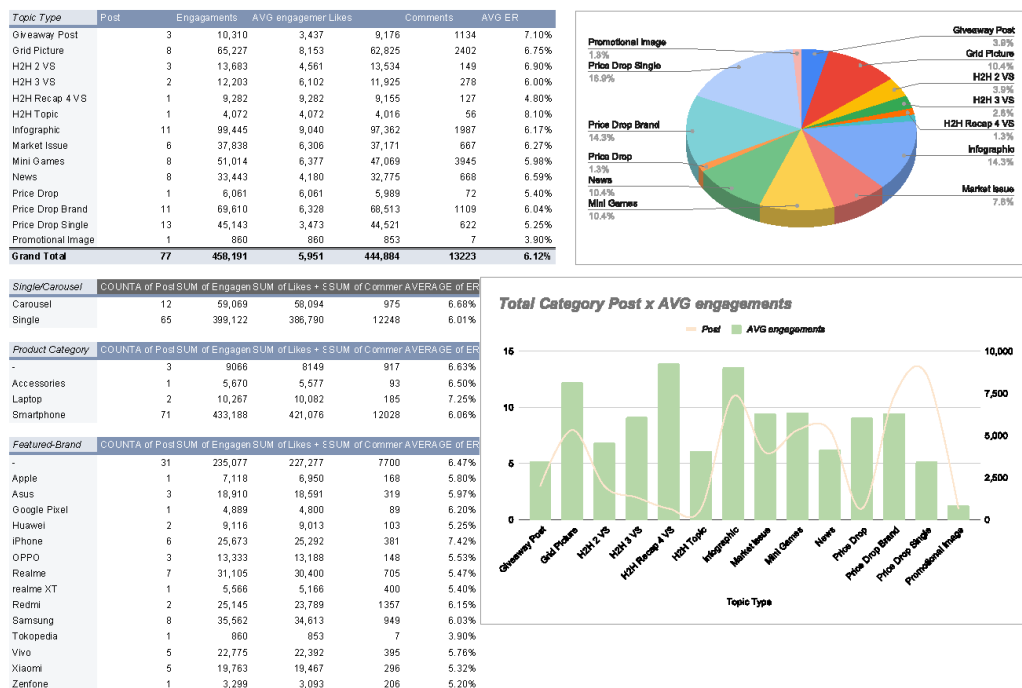 Topic Type Post Engagaments AVG engagemer Likes Comments AVG ER
Giveaway Post 3 10,310 3,437 9,176 1134 7.10%
Grid Picture 8 65,227 8,153 62,825 2402 6.75%
H2H 2 VS 3 13,683 4,561 13,534 149 6.90%
H2H 3 VS 2 12,203 6,102 11,925 278 6.00%
H2H Recap 4 VS 1 9,282 9,282 9,155 127 4.80%
H2H Topic 1 4,072 4,072 4,016 56 8.10%
Infographic 11 99,445 9,040 97,362 1987 6.17%
Market Issue 6 37,838 6,306 37,171 667 6.27%
Mini Games 8 51,014 6,377 47,069 3945 5.98%
News 8 33,443 4,180 32,775 668 6.59%
Price Drop 1 6,061 6,061 5,989 72 5.40%
Price Drop Brand 11 69,610 6,328 68,513 1109 6.04%
Price Drop Single 13 45,143 3,473 44,521 622 5.25%
Promotional Image 1 860 860 853 7 3.90%
Grand Total 77 458,191 5,951 444,884 13223 6.12%
Promotional Image
1.3%
Price Drop Single
16.9%
Price Drop Brand
14.3%
Price Drop
1.3%
News
10.4%
Mini Games
10.4%
Giveaway Post
3.9%
Grid Picture
10.4%
H2H 2 VS
3.9%
H2H 3 VS
2.6%
H2H Recap 4 VS
1.3%
Infographic
14.3%
Market Issue
7.8%
Single/Carousel COUNTA of Post SUM of Engagen SUM of Likes + S SUM of Commer AVERAGE of ER
Carousel 12 59,069 58,094 975 6.68%
Single 65 399,122 386,790 12248 6.01%
Product Category COUNTA of Post SUM of Engagen SUM of Likes + S SUM of Commer AVERAGE of ER
- 3 9066 8149 917 6.63%
Accessories 1 5,670 5,577 93 6.50%
Laptop 2 10,267 10,082 185 7.25%
Smartphone 71 433,188 421,076 12028 6.06%
Featured-Brand COUNTA of Post SUM of Engagen SUM of Likes + S SUM of Commer AVERAGE of ER
- 31 235,077 227,277 7700 6.47%
Apple 1 7,118 6,950 168 5.80%
Asus 3 18,910 18,591 319 5.97%
Google Pixel 1 4,889 4,800 89 6.20%
Huawei 2 9,116 9,013 103 5.25%
iPhone 6 25,673 25,292 381 7.42%
OPPO 3 13,333 13,188 148 5.53%
Realme 7 31,105 30,400 705 5.47%
realme XT 1 5,566 5,166 400 5.40%
Redmi 2 25,145 23,789 1357 6.15%
Samsung 8 35,562 34,613 949 6.03%
Tokopedia 1 860 853 7 3.90%
Vivo 5 22,775 22,392 395 5.76%
Xiaomi 5 19,763 19,467 296 5.32%
Zenfone 1 3,299 3,093 206 5.20%
Total Category Post x AVG engagements
Post AVG engagements
15 10,000
7,500
10
5,000
5
2,500
0 0
Giveaway Post
Grid Picture
H2H 2 VS
H2H 3 VS
H2H Recap 4 VS
H2H Topic
Infographic
Market Issue
Mini Games
News
Price Drop
Price Drop Brand
Price Drop Single
Promotional Image
Topic Type